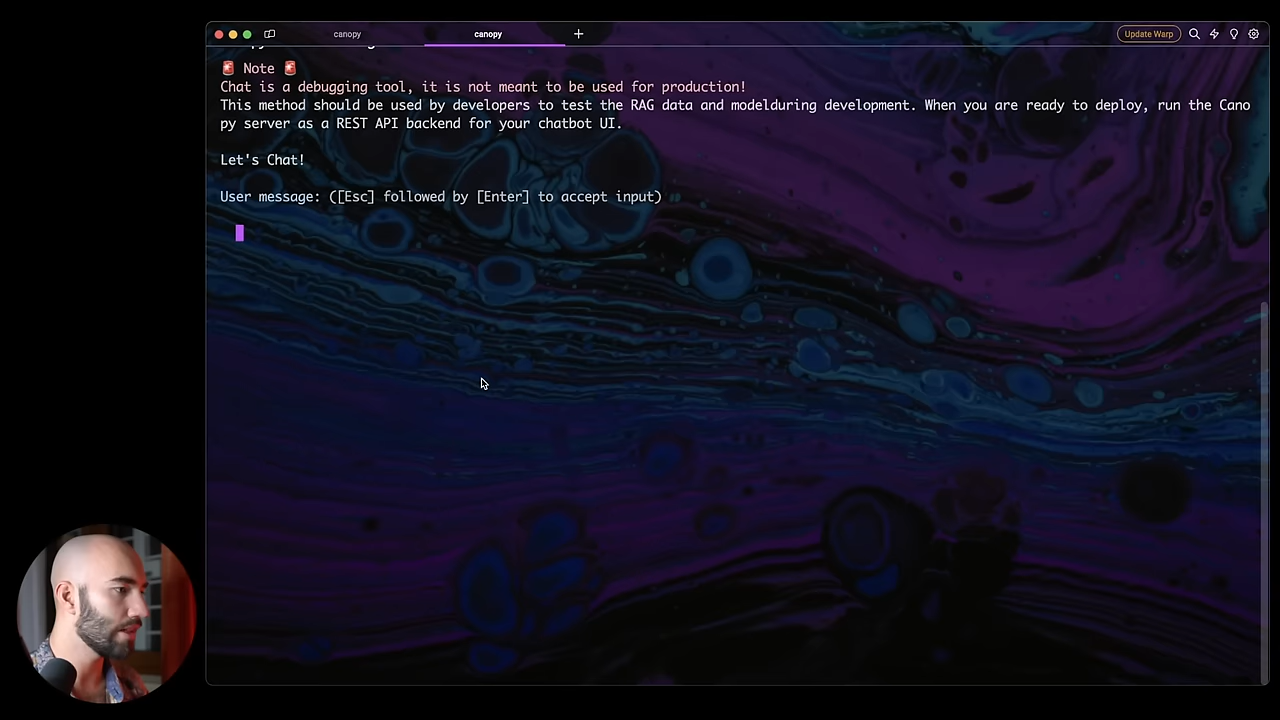 canopy
canopy
Update Warp
🚨 Note 🚨
Chat is a debugging tool, it is not meant to be used for production!
This method should be used by developers to test the RAG data and modelduring development. When you are ready to deploy, run the Cano
py server as a REST API backend for your chatbot UI.
Let's Chat!
User message: ([Esc] followed by [Enter] to accept input)